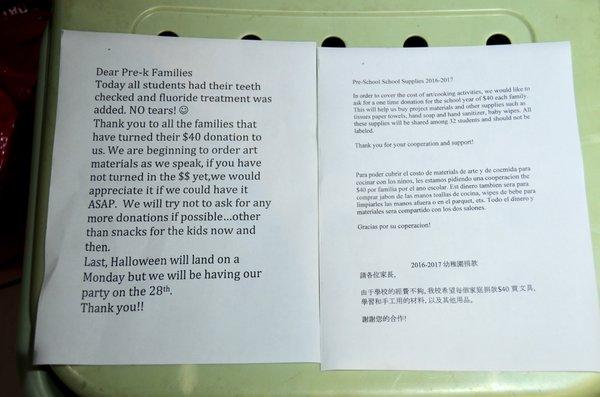 Dear Pre-k Families
Today all students had their teeth
checked and fluoride treatment was
added. NO tears! ☺
Thank you to all the families that
have turned their $40 donation to
us. We are beginning to order art
materials as we speak, if you have
not turned in the $$ yet,we would
appreciate it if we could have it
ASAP. We will try not to ask for any
more donations if possible...other
than snacks for the kids now and
then.
Last, Halloween will land on a
Monday but we will be having our
party on the 28th.
Thank you!!
Pre-School School Supplies 2016-2017
In order to cover the cost of art/cooking activities, we would like to
ask for a one time donation for the school year of $40 each family.
This will help us buy project materials and other supplies such as
tissues paper towels, hand soap and hand sanitizer, baby wipes. All
these supplies will be shared among 32 students and should not be
labeled.
Thank you for your cooperation and support!
Para poder cubrir el costo de materials de arte y de cocmida para
cocinar con los ninos, les estamos pidiendo una cooperation the
$40 por familia por el ano escolar. Est dinero tambien sera para
comprar jabon de las manos toallas de cocina, wipes de bebe para
limpiarles las manos afuera o en el parquet, ets. Todo el dinero y
materials sera compartido con los dos salones.
Gracias por su coperacion!
2016-2017 幼稚園捐款
請各位家長,
由于學校的經費不夠, 我校希望每個家庭捐款$40 買文具,
學習和手工用的材料, 以及其他用品。
謝謝您的合作!